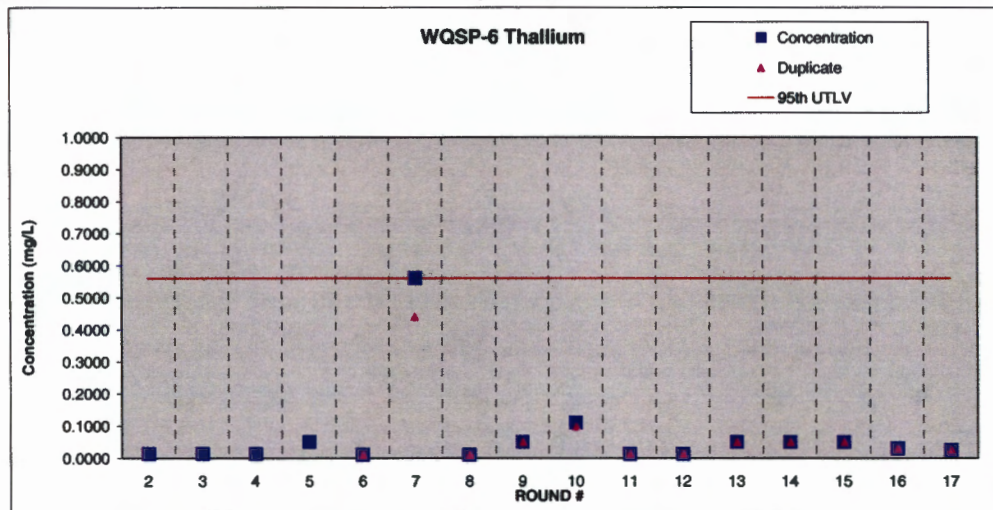 WQSP-6 Thallium
Concentration
Duplicate
95th UTLV
Concentration (mg/L)
1.0000
0.9000
0.8000
0.7000
0.6000
0.5000
0.4000
0.3000
0.2000
0.1000
0.0000
2 3 4 5 6 7 8 9 10 11 12 13 14 15 16 17
ROUND #